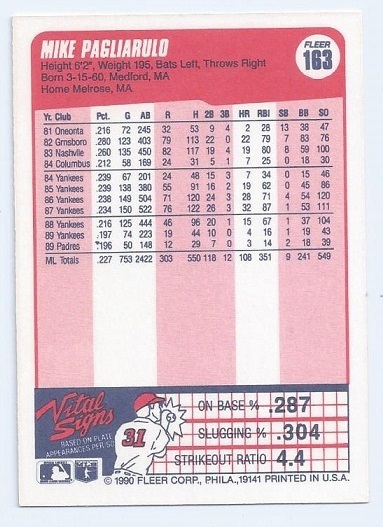 MIKE PAGLIARULO
Height 6'2", Weight 195, Bats Left, Throws Right
Born 3-15-60, Medford, MA
Home Melrose, MA
FLEER
163
Yr. Club Pct. G AB R H 2B 3B HR RBI SB BB SO
81 Oneonta .216 72 245 32 53 9 4 2 28 13 38 47
82 Grnsboro .280 123 403 79 113 22 0 22 79 7 83 76
83 Nashvlle .260 135 450 82 117 19 4 19 80 8 59 100
84 Columbus .212 58 169 24 31 5 1 7 25 0 18 30
84 Yankees .239 67 201 24 48 15 3 7 34 0 15 46
85 Yankees .239 138 380 55 91 16 2 19 62 0 45 86
86 Yankees .238 149 504 71 120 24 3 28 71 4 54 120
87 Yankees .234 150 522 76 122 26 3 32 87 1 53 111
88 Yankees .216 125 444 46 96 20 1 15 67 1 37 104
89 Yankees .197 74 223 19 44 10 0 4 16 1 19 43
89 Padres .196 50 148 12 29 7 0 3 14 2 18 39
ML Totals .227 753 2422 303 550 118 12 108 351 9 241 549
Vital Signs
BASED ON PLATE
APPEARANCES PER/SO
31
ON BASE % .287
SLUGGING % .304
STRIKEOUT RATIO 4.4
© 1990 FLEER CORP., PHILA.,19141 PRINTED IN U.S.A.